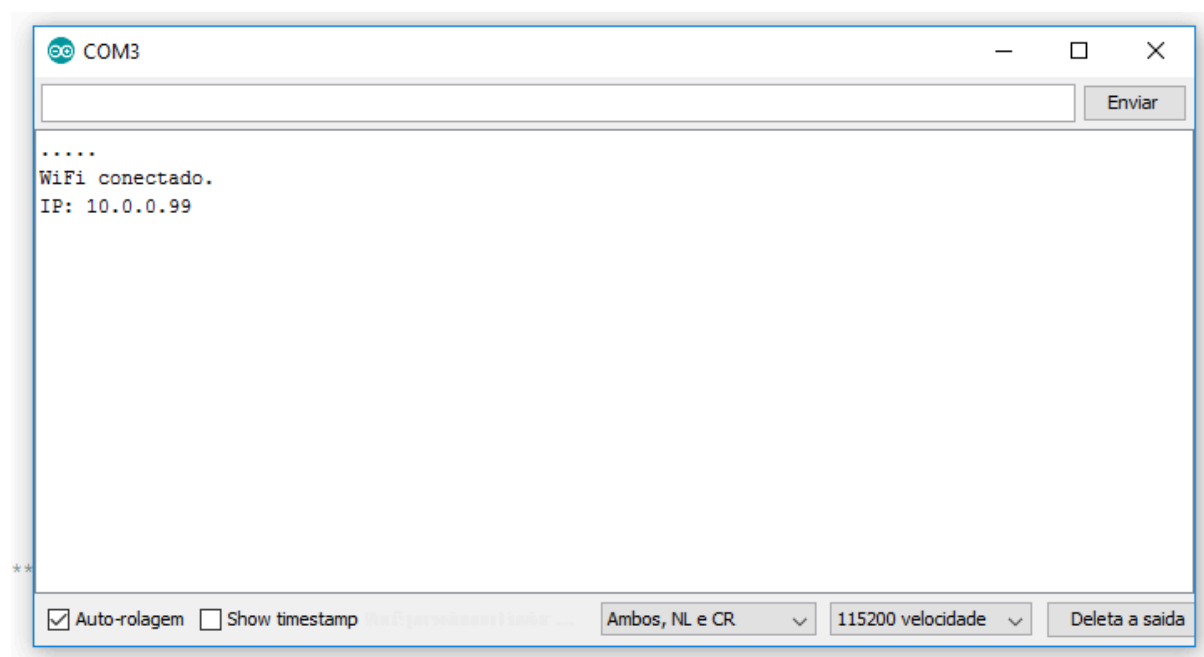 COM3
Enviar
.....
WiFi conectado.
IP: 10.0.0.99
**
Auto-rolagem Show timestamp Ambos, NL e CR 115200 velocidade Deleta a saida